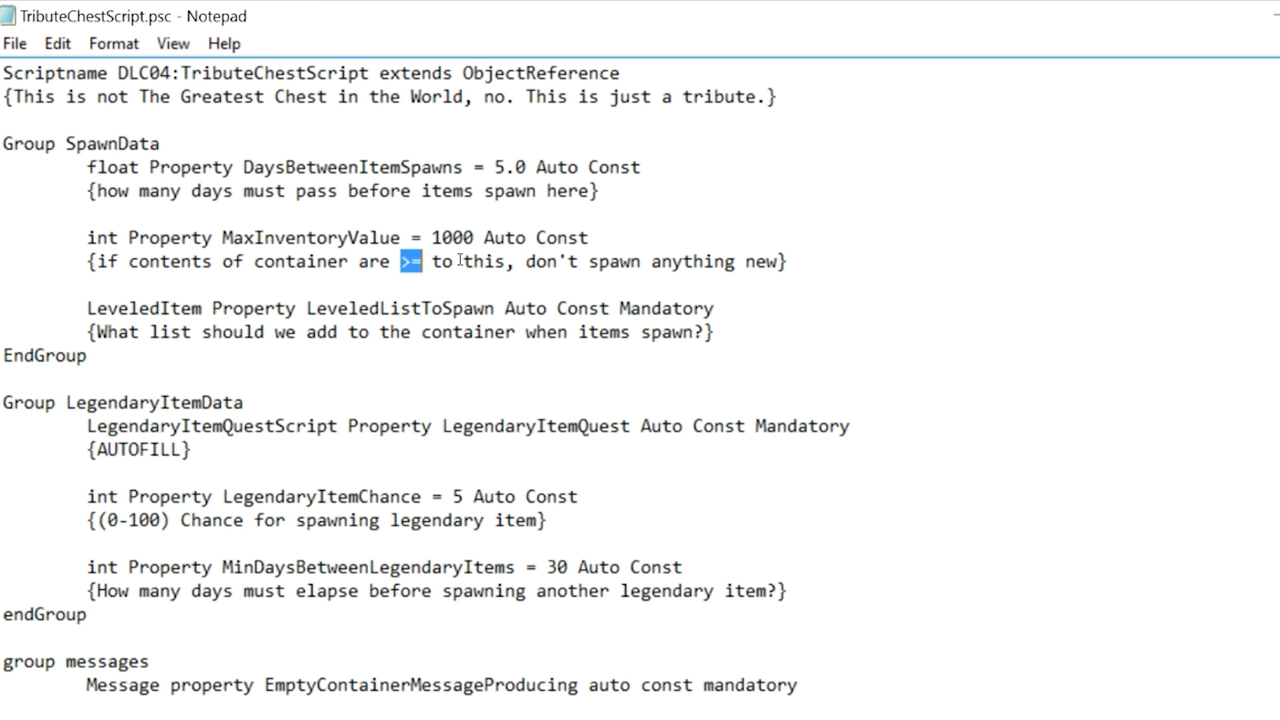 TributeChestScript.psc - Notepad
File Edit Format View Help
Scriptname DLC04:TributeChestScript extends ObjectReference
{This is not The Greatest Chest in the World, no. This is just a tribute.}
Group SpawnData
float Property DaysBetweenItemSpawns = 5.0 Auto Const
{how many days must pass before items spawn here}
int Property MaxInventoryValue = 1000 Auto Const
{if contents of container are >= to this, don't spawn anything new}
LeveledItem Property LeveledListToSpawn Auto Const Mandatory
{What list should we add to the container when items spawn?}
EndGroup
Group LegendaryItemData
LegendaryItemQuestScript Property LegendaryItemQuest Auto Const Mandatory
{AUTOFILL}
int Property LegendaryItemChance = 5 Auto Const
{(0-100) Chance for spawning legendary item}
int Property MinDaysBetweenLegendaryItems = 30 Auto Const
{How many days must elapse before spawning another legendary item?}
endGroup
group messages
Message property EmptyContainerMessageProducing auto const mandatory